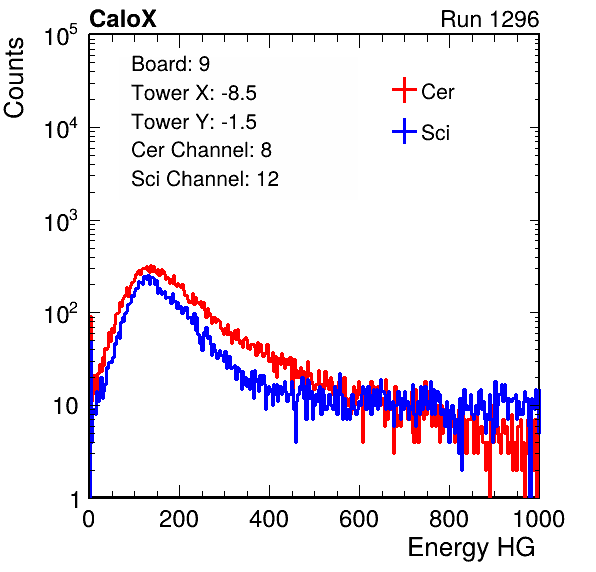 CaloX Run 1296
Counts
Board: 9
Tower X: -8.5
Tower Y: -1.5
Cer Channel: 8
Sci Channel: 12
Cer
Sci
10^5
10^4
10^3
10^2
10
1
0 200 400 600 800 1000
Energy HG